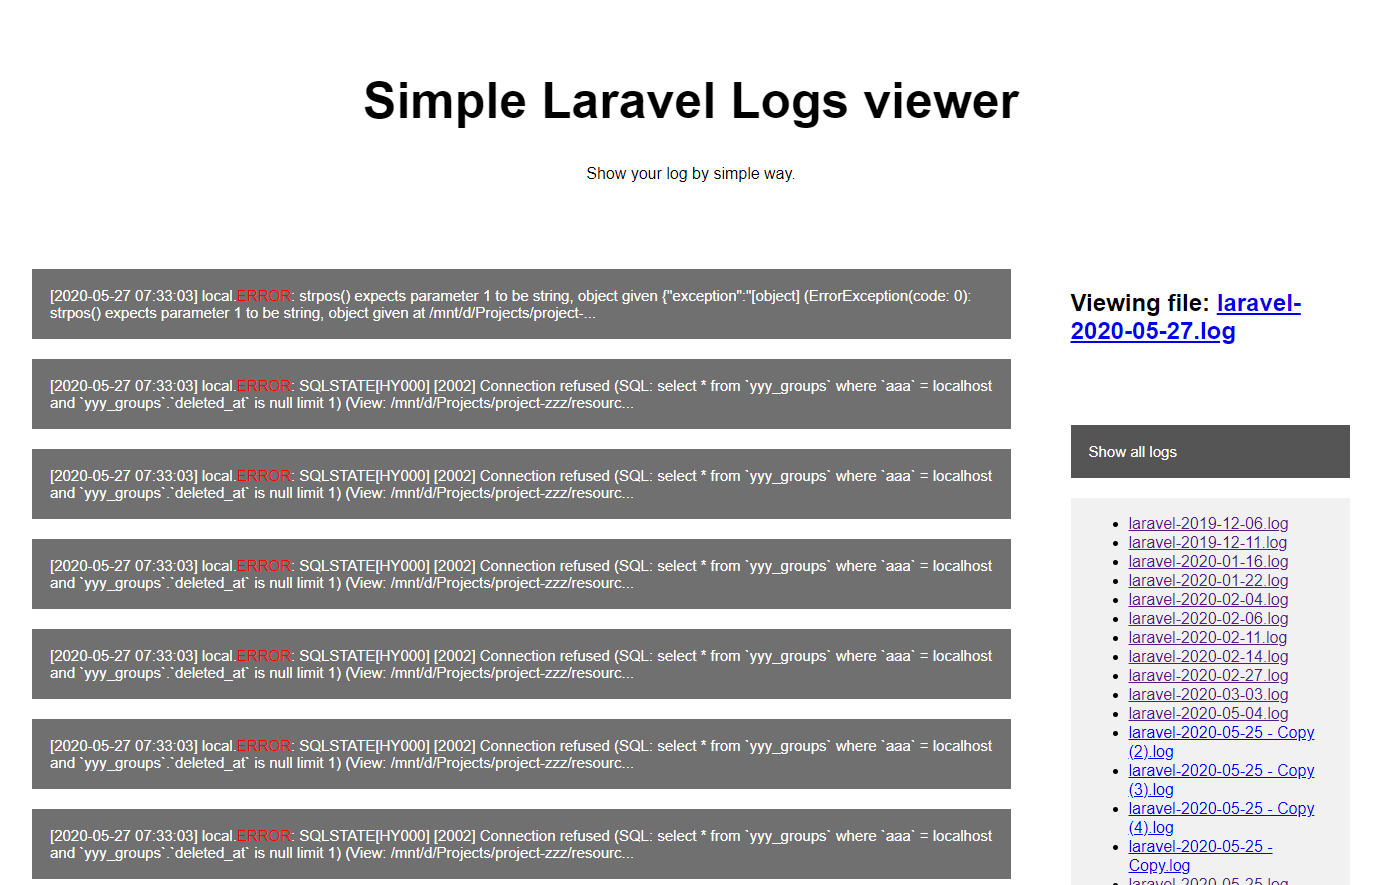 Simple Laravel Logs viewer
Show your log by simple way.
[2020-05-27 07:33:03] local.ERROR: strpos() expects parameter 1 to be string, object given {"exception":"[object] (ErrorException(code: 0):
strpos() expects parameter 1 to be string, object given at /mnt/d/Projects/project-...
[2020-05-27 07:33:03] local.ERROR: SQLSTATE[HY000] [2002] Connection refused (SQL: select * from `yyy_groups` where `aaa` = localhost
and `yyy_groups`.`deleted_at` is null limit 1) (View: /mnt/d/Projects/project-zzz/resourc...
[2020-05-27 07:33:03] local.ERROR: SQLSTATE[HY000] [2002] Connection refused (SQL: select * from `yyy_groups` where `aaa` = localhost
and `yyy_groups`.`deleted_at` is null limit 1) (View: /mnt/d/Projects/project-zzz/resourc...
[2020-05-27 07:33:03] local.ERROR: SQLSTATE[HY000] [2002] Connection refused (SQL: select * from `yyy_groups` where `aaa` = localhost
and `yyy_groups`.`deleted_at` is null limit 1) (View: /mnt/d/Projects/project-zzz/resourc...
[2020-05-27 07:33:03] local.ERROR: SQLSTATE[HY000] [2002] Connection refused (SQL: select * from `yyy_groups` where `aaa` = localhost
and `yyy_groups`.`deleted_at` is null limit 1) (View: /mnt/d/Projects/project-zzz/resourc...
[2020-05-27 07:33:03] local.ERROR: SQLSTATE[HY000] [2002] Connection refused (SQL: select * from `yyy_groups` where `aaa` = localhost
and `yyy_groups`.`deleted_at` is null limit 1) (View: /mnt/d/Projects/project-zzz/resourc...
[2020-05-27 07:33:03] local.ERROR: SQLSTATE[HY000] [2002] Connection refused (SQL: select * from `yyy_groups` where `aaa` = localhost
and `yyy_groups`.`deleted_at` is null limit 1) (View: /mnt/d/Projects/project-zzz/resourc...
Viewing file: laravel-
2020-05-27.log
Show all logs
laravel-2019-12-06.log
laravel-2019-12-11.log
laravel-2020-01-16.log
laravel-2020-01-22.log
laravel-2020-02-04.log
laravel-2020-02-06.log
laravel-2020-02-11.log
laravel-2020-02-14.log
laravel-2020-02-27.log
laravel-2020-03-03.log
laravel-2020-05-04.log
laravel-2020-05-25 - Copy
(2).log
laravel-2020-05-25 - Copy
(3).log
laravel-2020-05-25 - Copy
(4).log
laravel-2020-05-25 -
Copy.log
laravel-2020-05-25.log